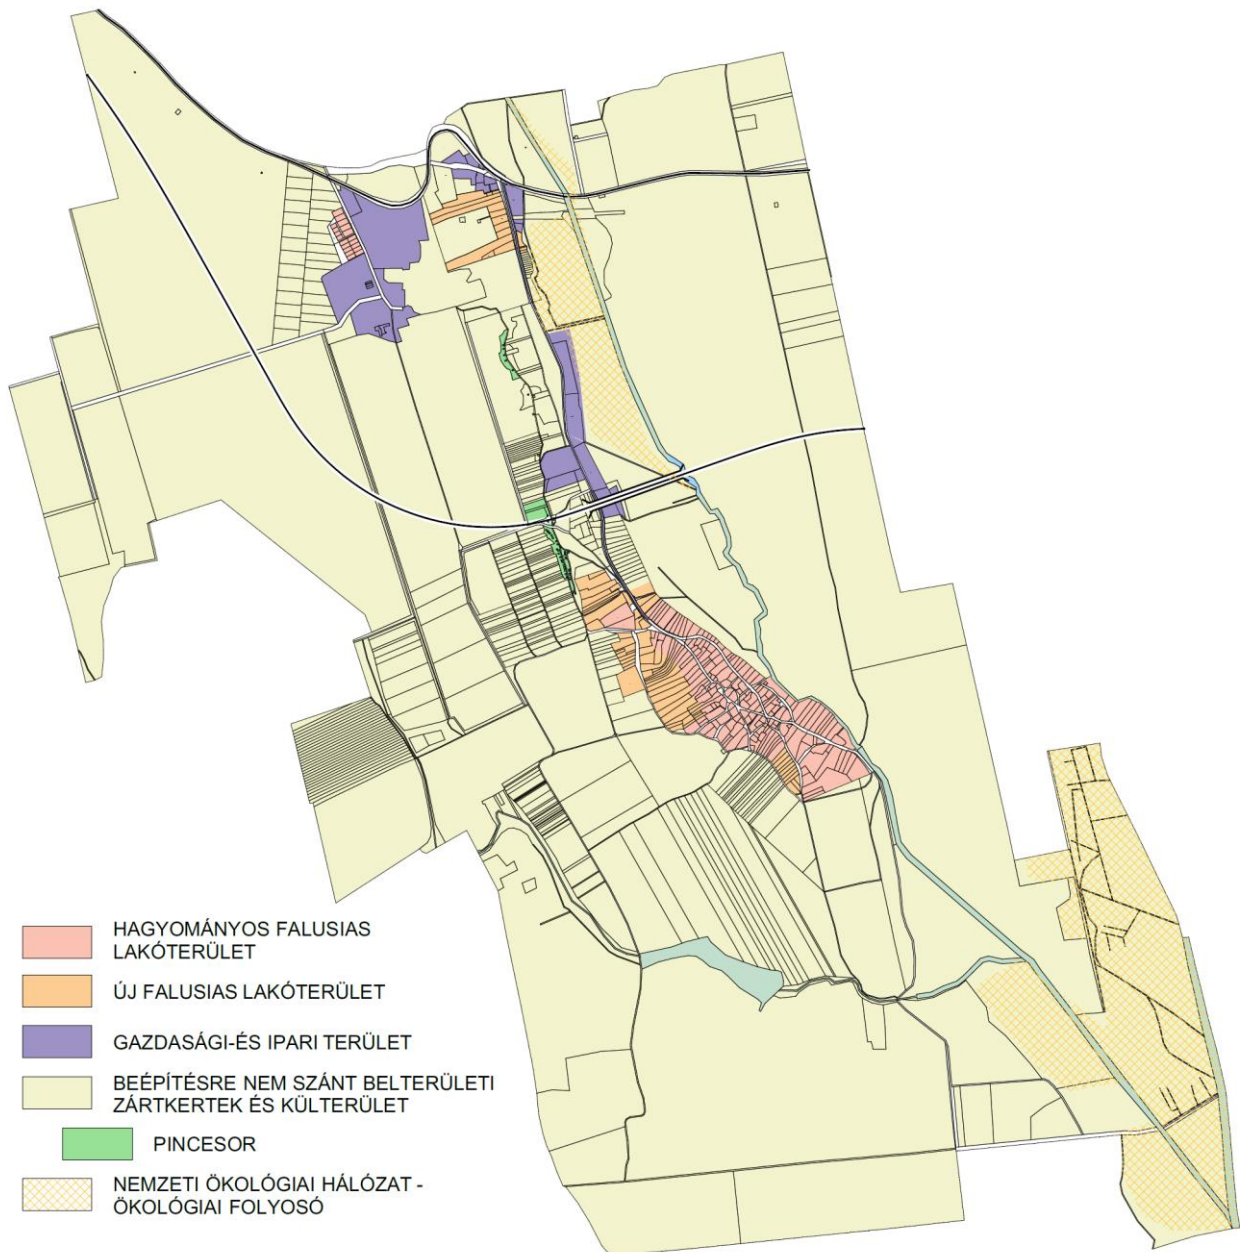 HAGYOMÁNYOS FALUSIAS
LAKÓTERÜLET
ÚJ FALUSIAS LAKÓTERÜLET
GAZDASÁGI-ÉS IPARI TERÜLET
BEÉPÍTÉSRE NEM SZÁNT BELTERÜLETI
ZÁRTKERTEK ÉS KÜLTERÜLET
PINCESOR
NEMZETI ÖKOLÓGIAI HÁLÓZAT -
ÖKOLÓGIAI FOLYOSÓ